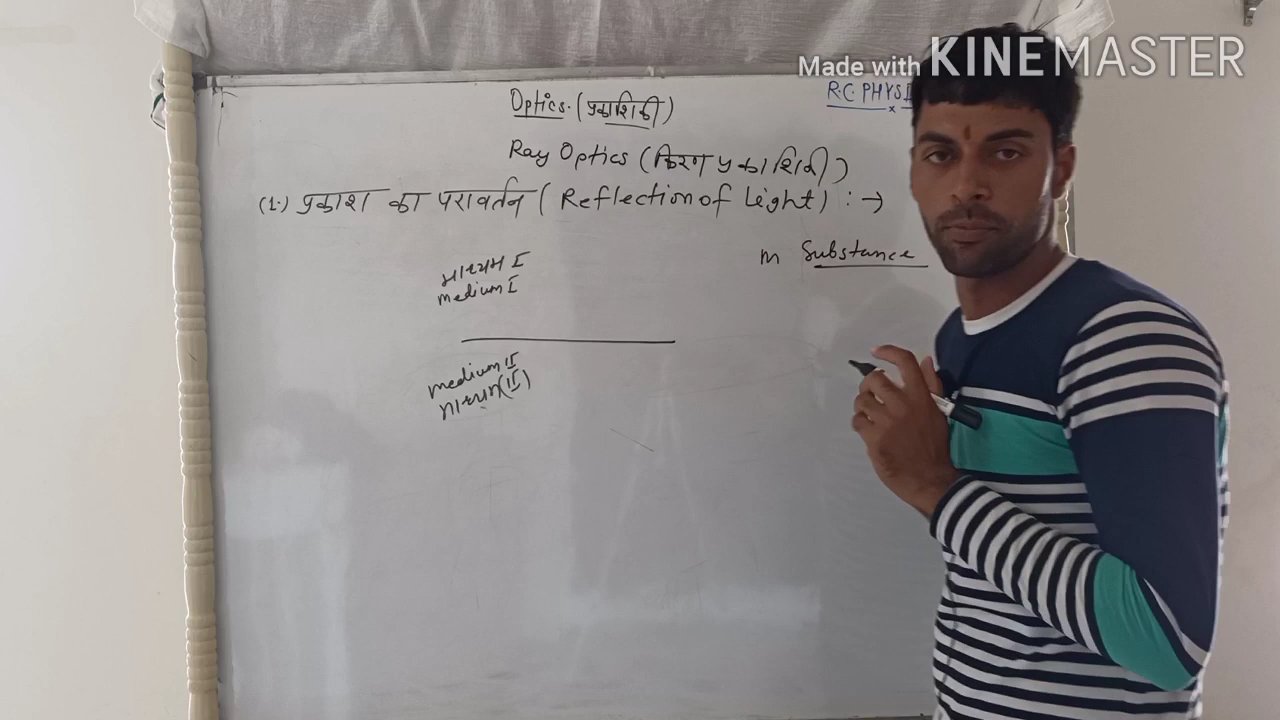 Made with KINEMASTER
R.C PHYSI
Optics. (प्रकाशिकी)
Ray Optics (किरण प्रकाशिकी)
(1.) प्रकाश का परावर्तन ( Reflection of Light) : →
m Substance
माध्यम I
medium I
medium II
माध्यम (II)